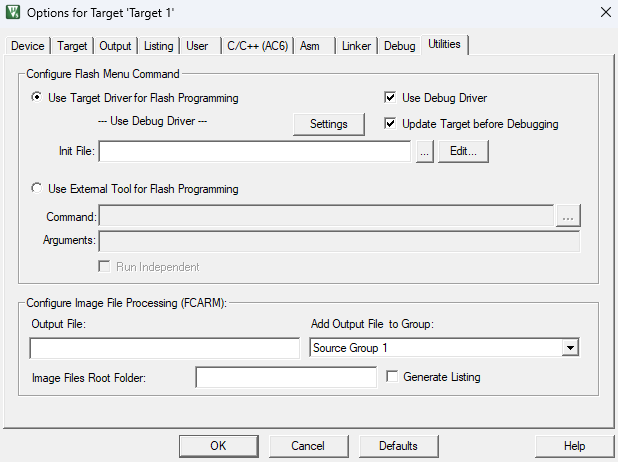 Options for Target 'Target 1'
Device Target Output Listing User C/C++ (AC6) Asm Linker Debug Utilities
Configure Flash Menu Command
Use Target Driver for Flash Programming Use Debug Driver
--- Use Debug Driver --- Settings Update Target before Debugging
Init File: ... Edit...
Use External Tool for Flash Programming
Command: ...
Arguments:
Run Independent
Configure Image File Processing (FCARM):
Output File: Add Output File to Group:
Source Group 1
Image Files Root Folder: Generate Listing
OK Cancel Defaults Help